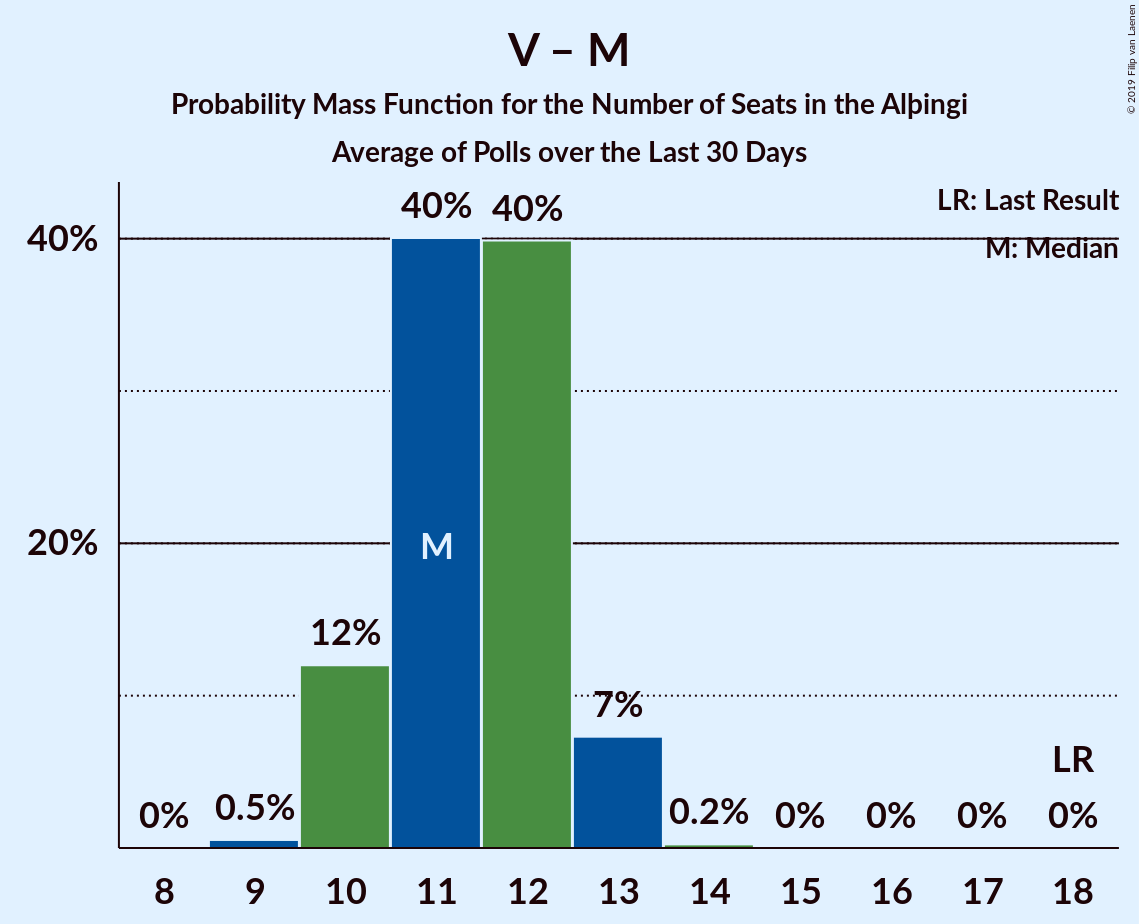 V – M
Probability Mass Function for the Number of Seats in the Alþingi
Average of Polls over the Last 30 Days
© 2019 Filip van Laenen
LR: Last Result
M: Median
40%
20%
0%
0.5%
12%
40%
40%
7%
0.2%
0%
0%
0%
0%
M
LR
8 9 10 11 12 13 14 15 16 17 18